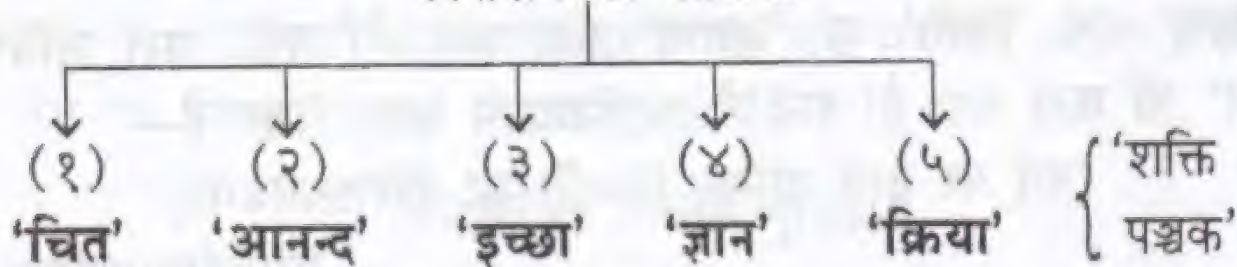 (१) (२) (३) (४) (५) { 'शक्ति
'चित' 'आनन्द' 'इच्छा' 'ज्ञान' 'क्रिया' पञ्चक'